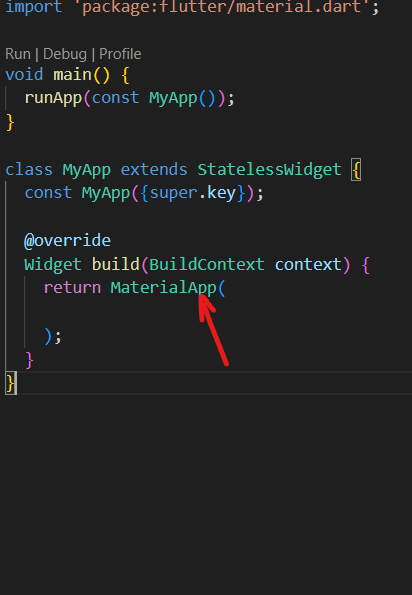 import 'package:flutter/material.dart';
Run | Debug | Profile
void main() {
  runApp(const MyApp());
}
class MyApp extends StatelessWidget {
  const MyApp({super.key});
  @override
  Widget build(BuildContext context) {
    return MaterialApp(
    );
  }
}